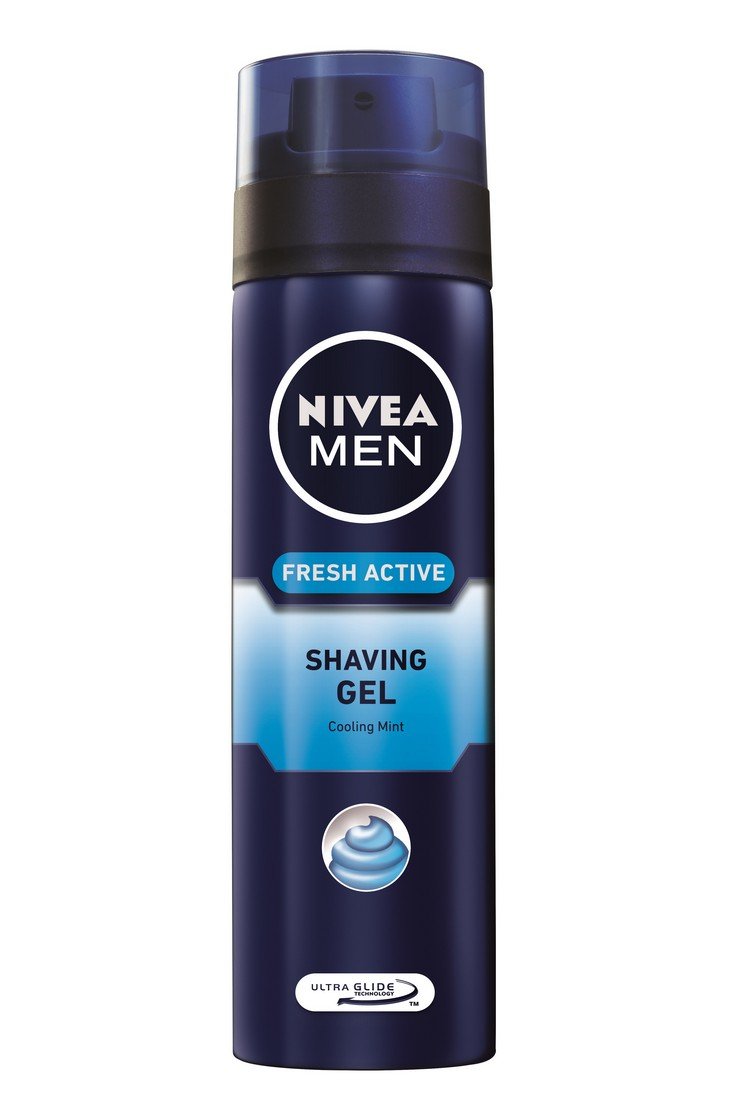 NIVEA
MEN
FRESH ACTIVE
SHAVING
GEL
Cooling Mint
ULTRA GLIDE
TECHNOLOGY
TM